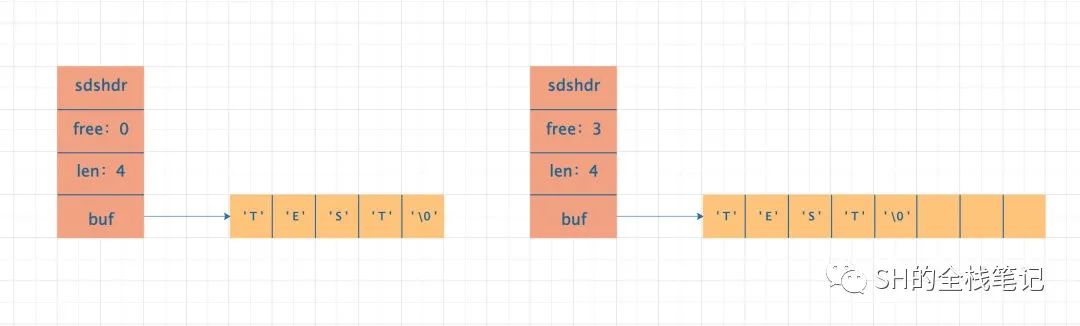 sdshdr
free：0
len：4
buf
'T' 'E' 'S' 'T' '\0'
sdshdr
free：3
len：4
buf
'T' 'E' 'S' 'T' '\0'
SH的全栈笔记